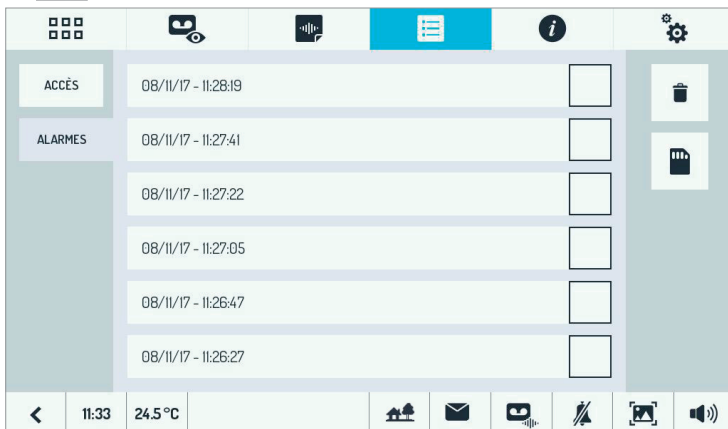 ACCÈS
ALARMES
08/11/17 - 11:28:19
08/11/17 - 11:27:41
08/11/17 - 11:27:22
08/11/17 - 11:27:05
08/11/17 - 11:26:47
08/11/17 - 11:26:27
11:33
24.5 °C